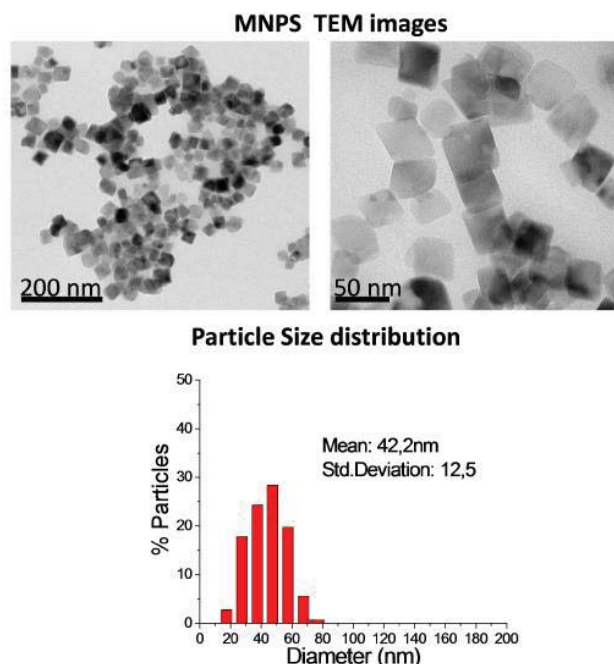 MNPS TEM images
200 nm
50 nm
Particle Size distribution
50
40
30
20
10
0
% Particles
Mean: 42,2nm
Std.Deviation: 12,5
0 20 40 60 80 100 120 140 160 180 200
Diameter (nm)